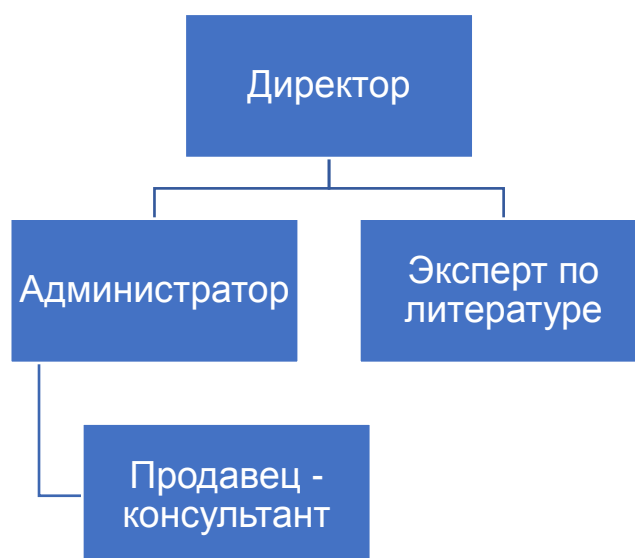 Директор
Администратор
Эксперт по
литературе
Продавец -
консультант